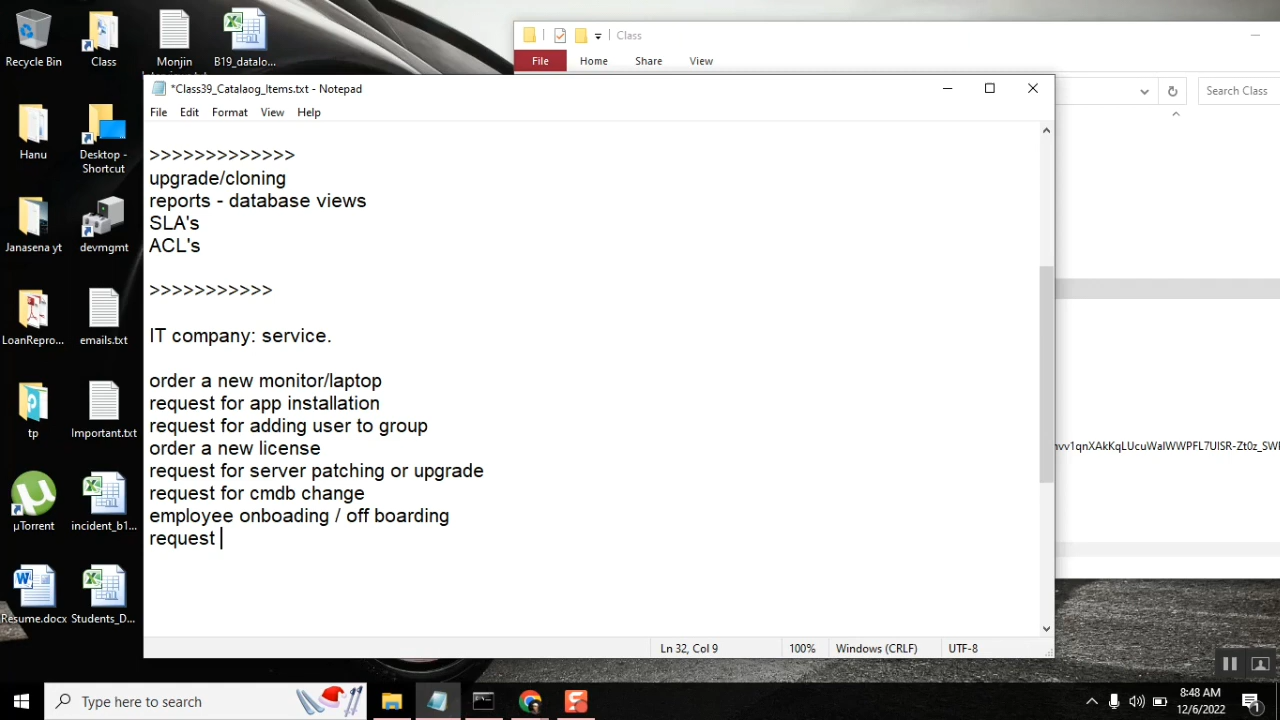 Recycle Bin
Class
Monjin
B19_datalo...
Hanu
Desktop -
Shortcut
Janasena yt
devmgmt
LoanRepro...
emails.txt
tp
Important.txt
µTorrent
incident_b1...
Resume.docx
Students_D...
Class
File
Home
Share
View
Search Class
*Class39_Catalaog_Items.txt - Notepad
File
Edit
Format
View
Help
>>>>>>>>>>>>>
upgrade/cloning
reports - database views
SLA's
ACL's
>>>>>>>>>>>
IT company: service.
order a new monitor/laptop
request for app installation
request for adding user to group
order a new license
request for server patching or upgrade
request for cmdb change
employee onboading / off boarding
request
Ln 32, Col 9
100%
Windows (CRLF)
UTF-8
Type here to search
8:48 AM
12/6/2022
1